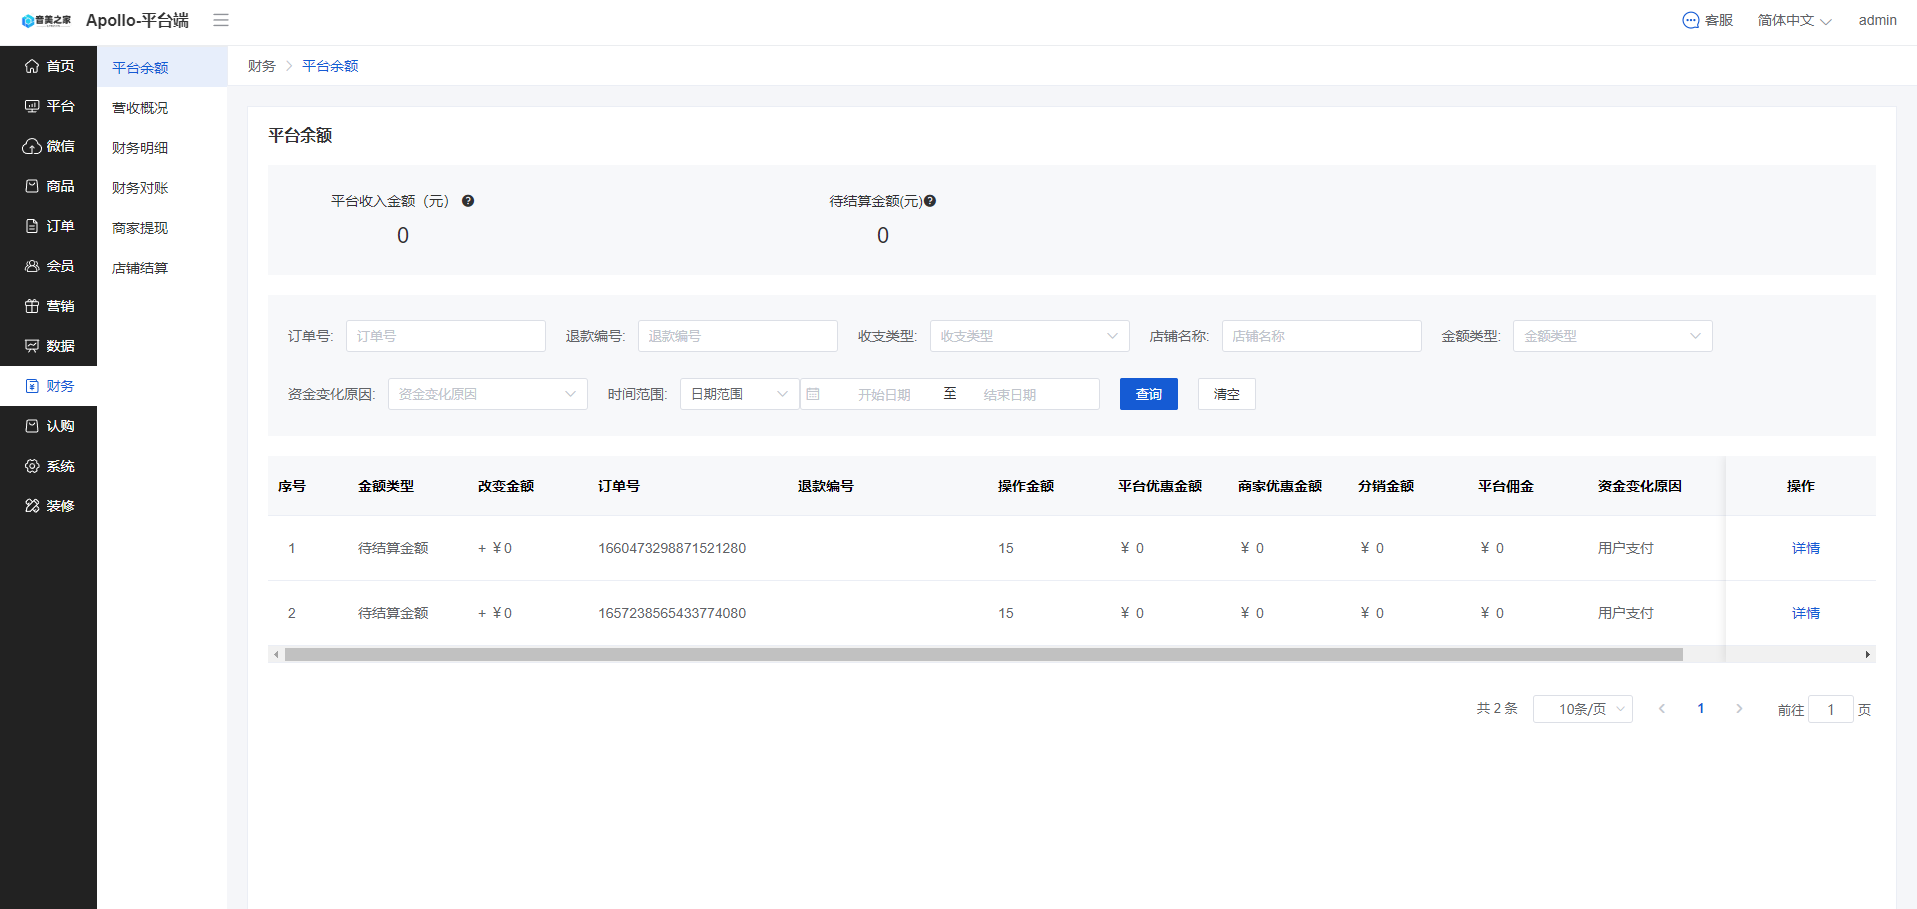 音美之家 Apollo-平台端 客服 简体中文 admin
首页
平台
微信
商品
订单
会员
营销
数据
财务
认购
系统
装修
平台余额
营收概况
财务明细
财务对账
商家提现
店铺结算
财务 平台余额
平台余额
平台收入金额（元） 待结算金额(元)
0 0
订单号: 订单号 退款编号: 退款编号 收支类型: 收支类型 店铺名称: 店铺名称 金额类型: 金额类型
资金变化原因: 资金变化原因 时间范围: 日期范围 开始日期 至 结束日期 查询 清空
序号 金额类型 改变金额 订单号 退款编号 操作金额 平台优惠金额 商家优惠金额 分销金额 平台佣金 资金变化原因 操作
1 待结算金额 + ¥0 1660473298871521280 15 ¥ 0 ¥ 0 ¥ 0 ¥ 0 用户支付 详情
2 待结算金额 + ¥0 1657238565433774080 15 ¥ 0 ¥ 0 ¥ 0 ¥ 0 用户支付 详情
共 2 条 10条/页 1 前往 1 页